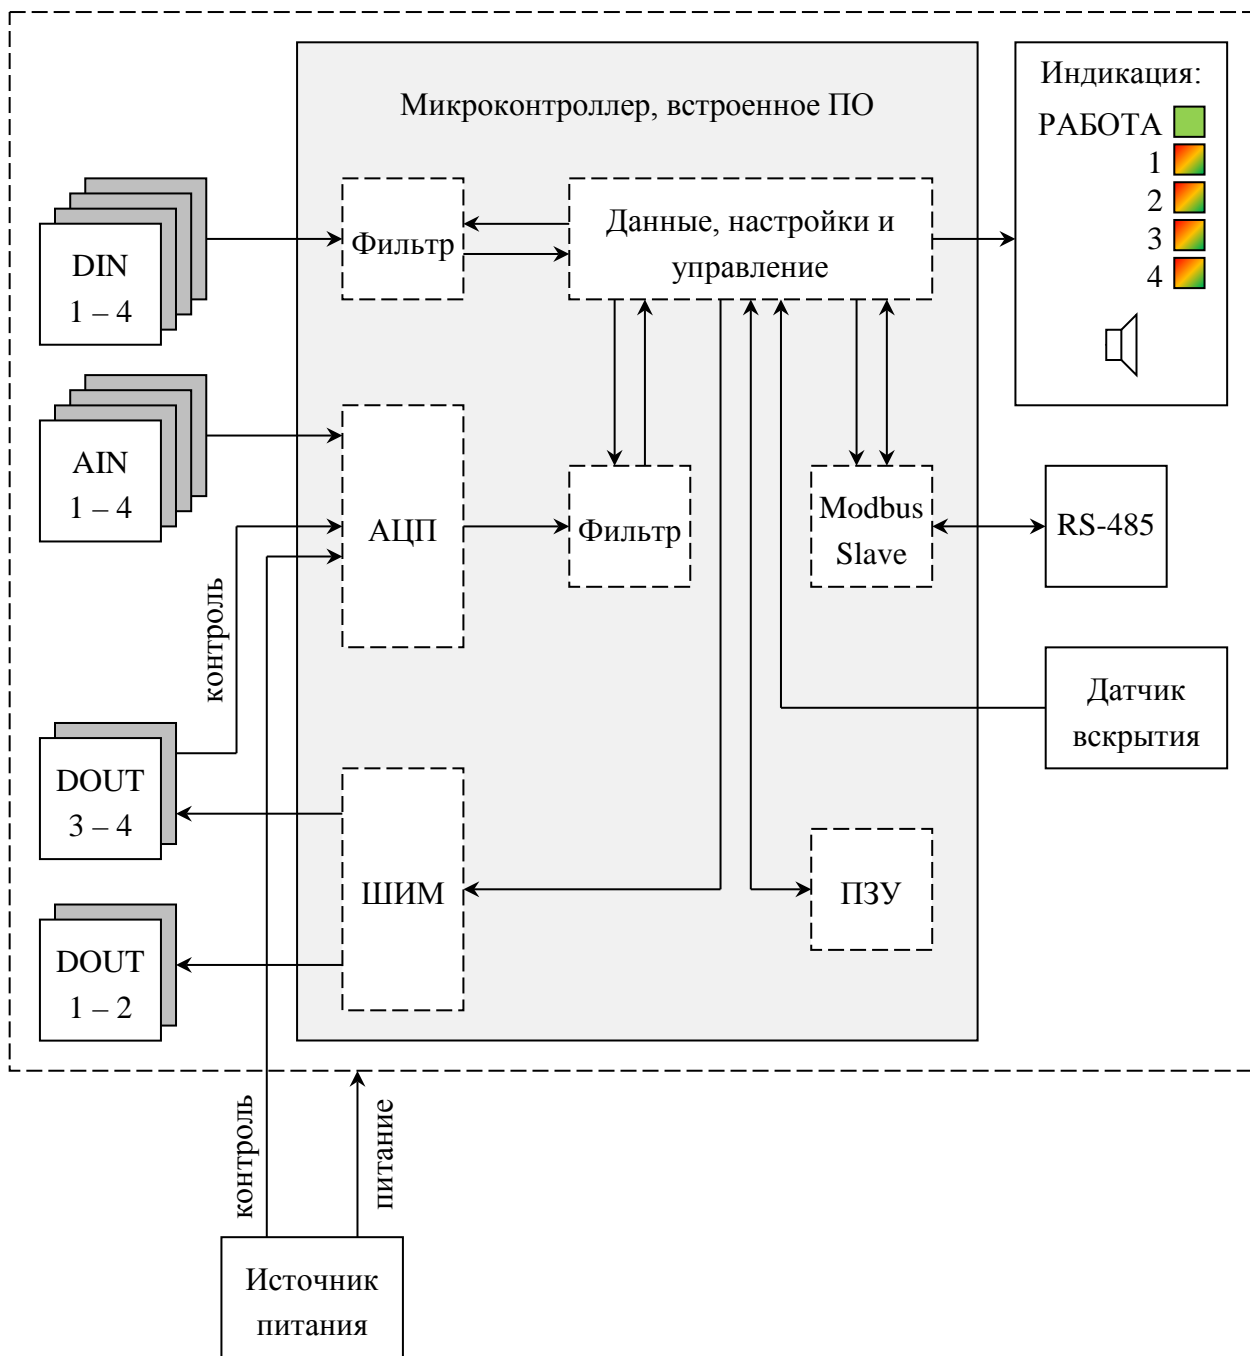 Микроконтроллер, встроенное ПО
Индикация:
РАБОТА
1
2
3
4
DIN
1 – 4
Фильтр
Данные, настройки и
управление
AIN
1 – 4
АЦП
Фильтр
Modbus
Slave
RS-485
контроль
Датчик
вскрытия
DOUT
3 – 4
ШИМ
ПЗУ
DOUT
1 – 2
контроль
питание
Источник
питания